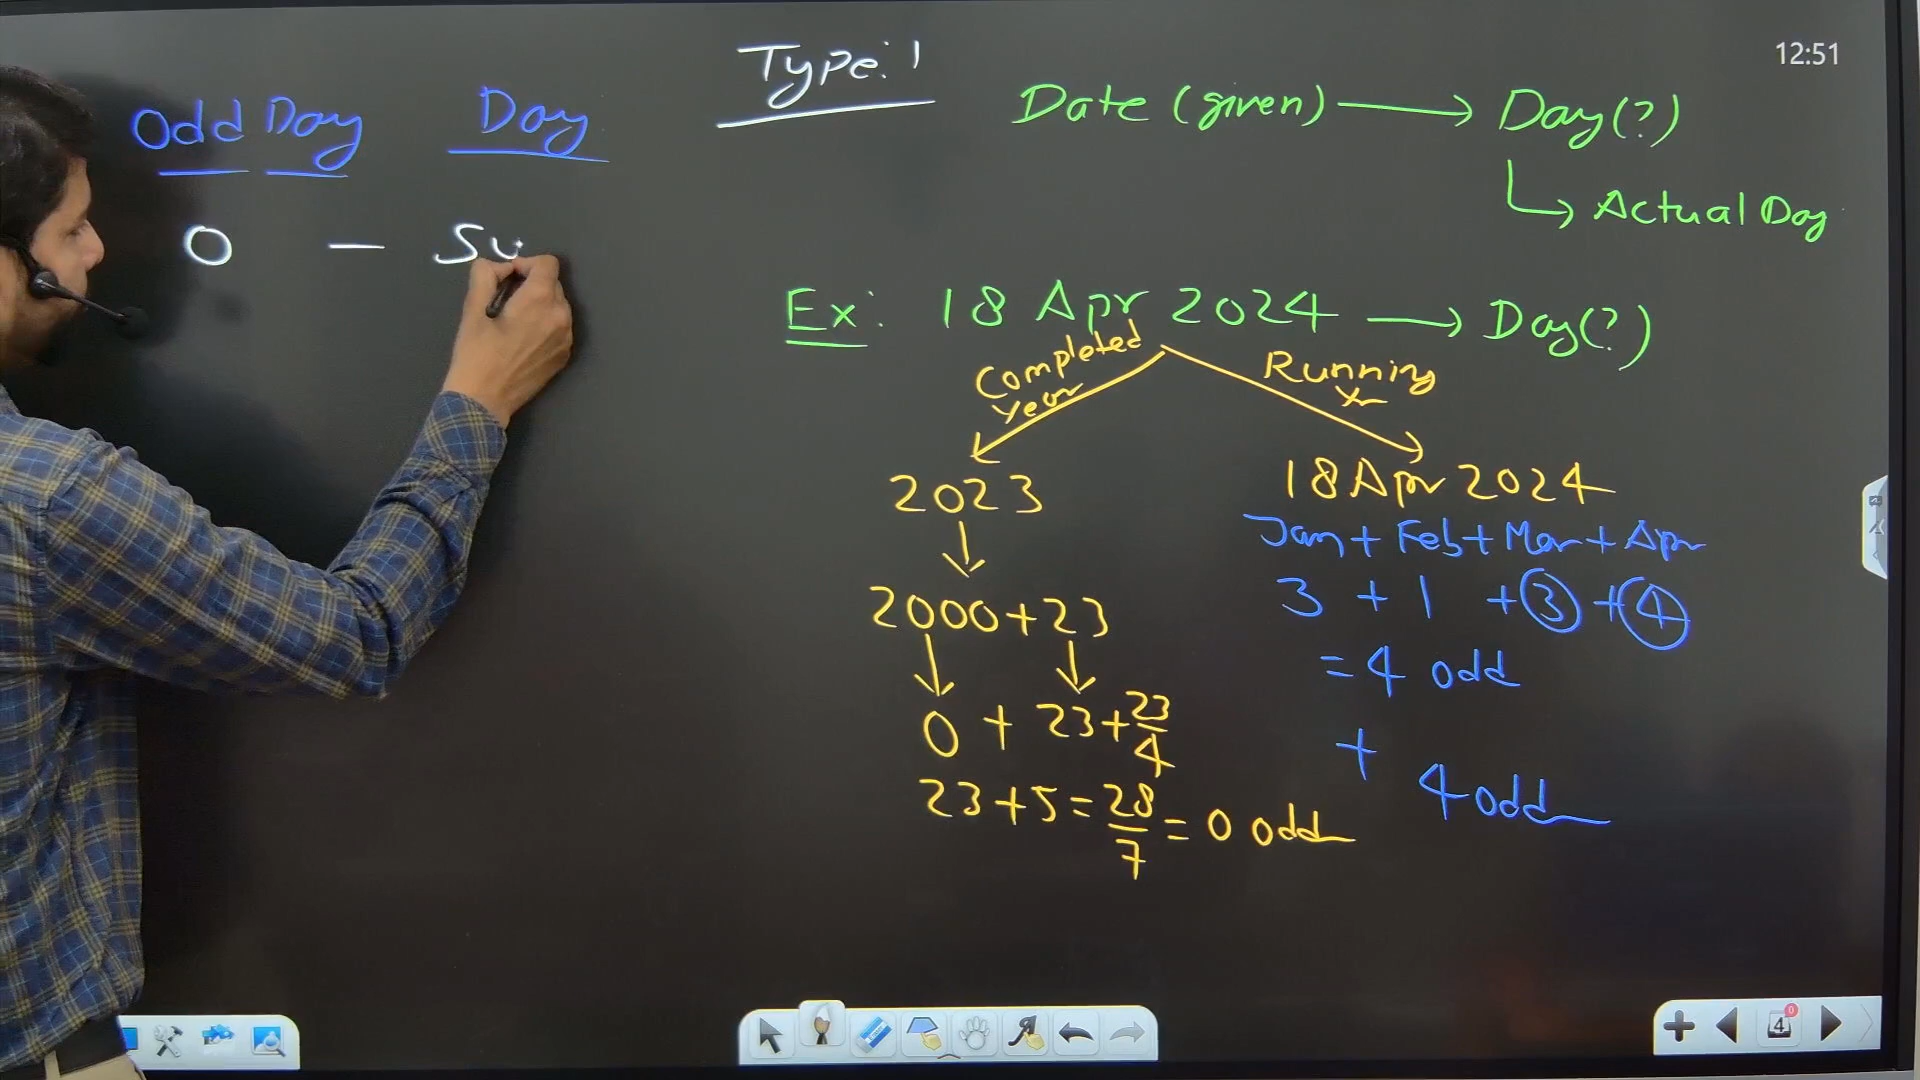 Type: 1
12:51
Odd Day Day
Date (given) → Day(?)
↳ Actual Day
0 — Su
Ex: 18 Apr 2024 → Day(?)
Completed Year
Running Yr
2023
18 Apr 2024
Jan + Feb + Mar + Apr
2000 + 23
3 + 1 + 3 + 4
= 4 odd
0 + 23 + 23/4
+ 4 odd
23 + 5 = 28/7 = 0 odd
4
0